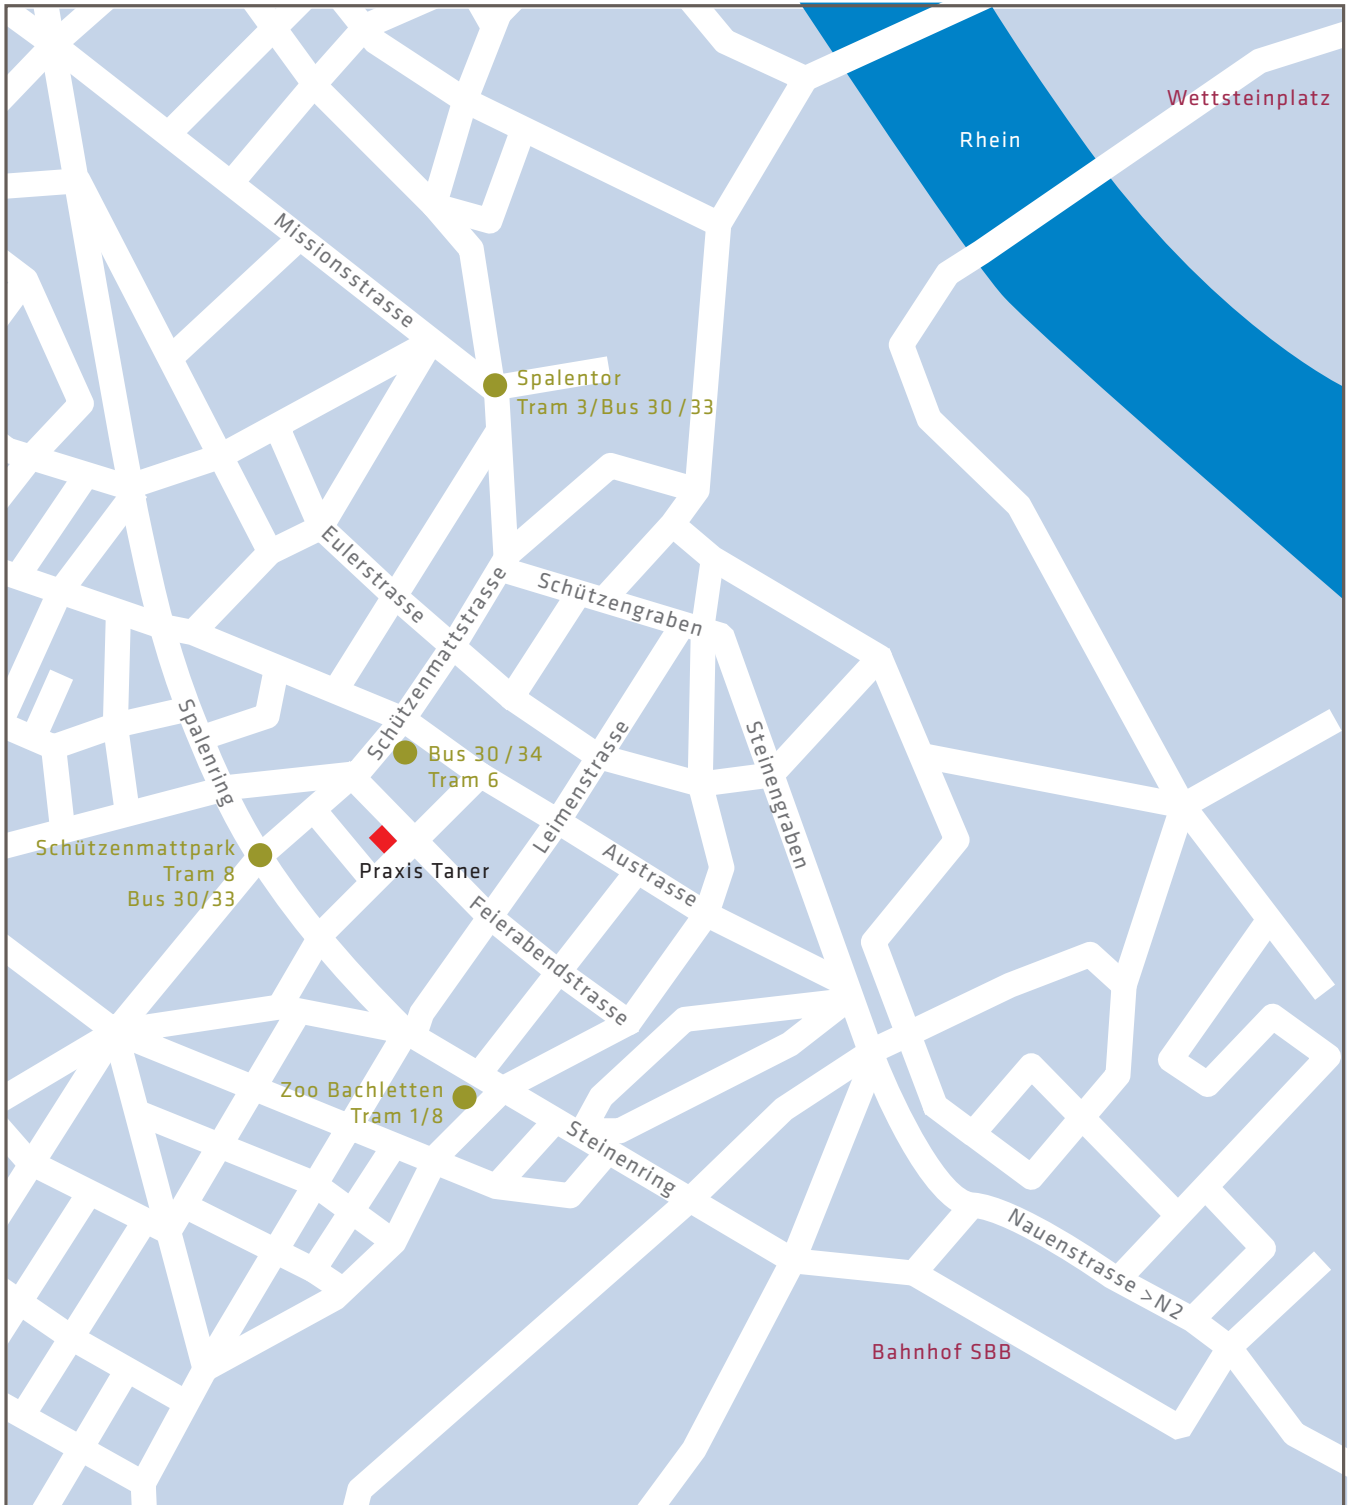 Wettsteinplatz
Rhein
Missionsstrasse
Spalentor
Tram 3/Bus 30/33
Eulerstrasse
Schützengraben
Schützenmattstrasse
Spalenring
Steinengraben
Leimenstrasse
Bus 30/34
Tram 6
Schützenmattpark
Tram 8
Bus 30/33
Praxis Taner
Austrasse
Feierabendstrasse
Zoo Bachletten
Tram 1/8
Steinenring
Nauenstrasse >N2
Bahnhof SBB